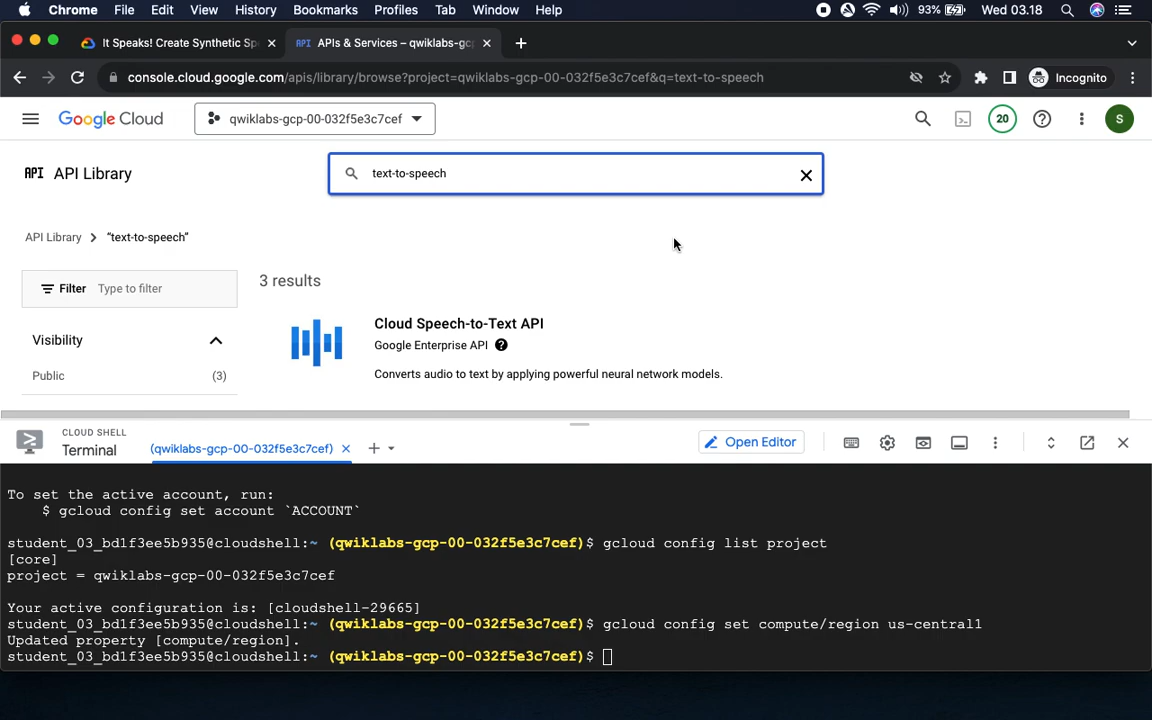 Chrome File Edit View History Bookmarks Profiles Tab Window Help 93% Wed 03.18
It Speaks! Create Synthetic Sp API APIs & Services – qwiklabs-gc
console.cloud.google.com/apis/library/browse?project=qwiklabs-gcp-00-032f5e3c7cef&q=text-to-speech Incognito
Google Cloud qwiklabs-gcp-00-032f5e3c7cef 20 S
API API Library text-to-speech
API Library "text-to-speech"
Filter Type to filter 3 results
Cloud Speech-to-Text API
Visibility Google Enterprise API
Public (3) Converts audio to text by applying powerful neural network models.
CLOUD SHELL
Terminal (qwiklabs-gcp-00-032f5e3c7cef) Open Editor
To set the active account, run:
$ gcloud config set account `ACCOUNT`
student_03_bd1f3ee5b935@cloudshell:~ (qwiklabs-gcp-00-032f5e3c7cef)$ gcloud config list project
[core]
project = qwiklabs-gcp-00-032f5e3c7cef
Your active configuration is: [cloudshell-29665]
student_03_bd1f3ee5b935@cloudshell:~ (qwiklabs-gcp-00-032f5e3c7cef)$ gcloud config set compute/region us-central1
Updated property [compute/region].
student_03_bd1f3ee5b935@cloudshell:~ (qwiklabs-gcp-00-032f5e3c7cef)$